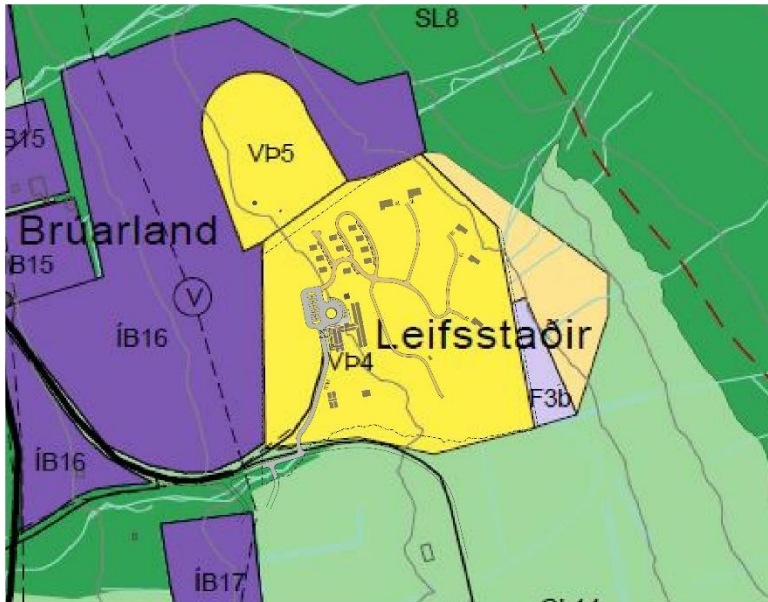 SL8
ÍB15
VÞ5
Brúarland
ÍB15
V
ÍB16
Leifsstaðir
VÞ4
F3b
ÍB16
ÍB17